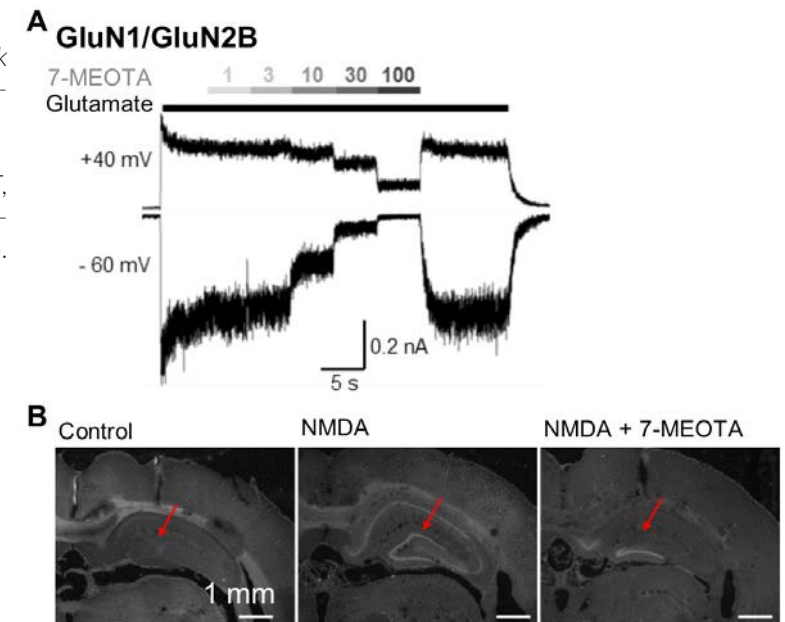 A
GluN1/GluN2B
7-MEOTA 1 3 10 30 100
Glutamate
+40 mV
- 60 mV
0.2 nA
5 s
B
Control
NMDA
NMDA + 7-MEOTA
1 mm